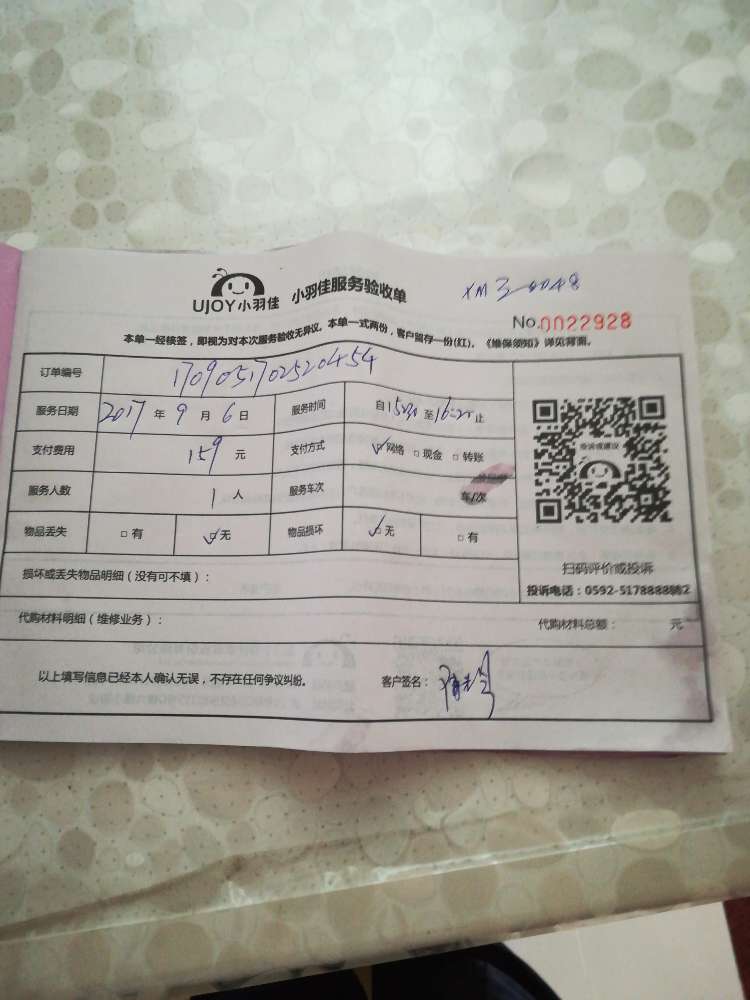 UJOY小羽佳 小羽佳服务验收单
No.0022928
本单一经核签，即视为对本次服务验收无异议。本单一式两份，客户留存一份(红)。《维保须知》详见背面。
订单编号 1709051702520454
服务日期 2017 年 9 月 6 日 服务时间 自 至 止
支付费用 159 元 支付方式 ☑网络 □现金 □转账
服务人数 1 人 服务车次 车/次
物品丢失 □有 ☑无 物品损坏 ☑无 □有
投诉或建议
扫码评价或投诉
投诉电话：0592-5178888转2
损坏或丢失物品明细（没有可不填）：
代购材料明细（维修业务）： 代购材料总额： 元
以上填写信息已经本人确认无误，不存在任何争议纠纷。 客户签名：